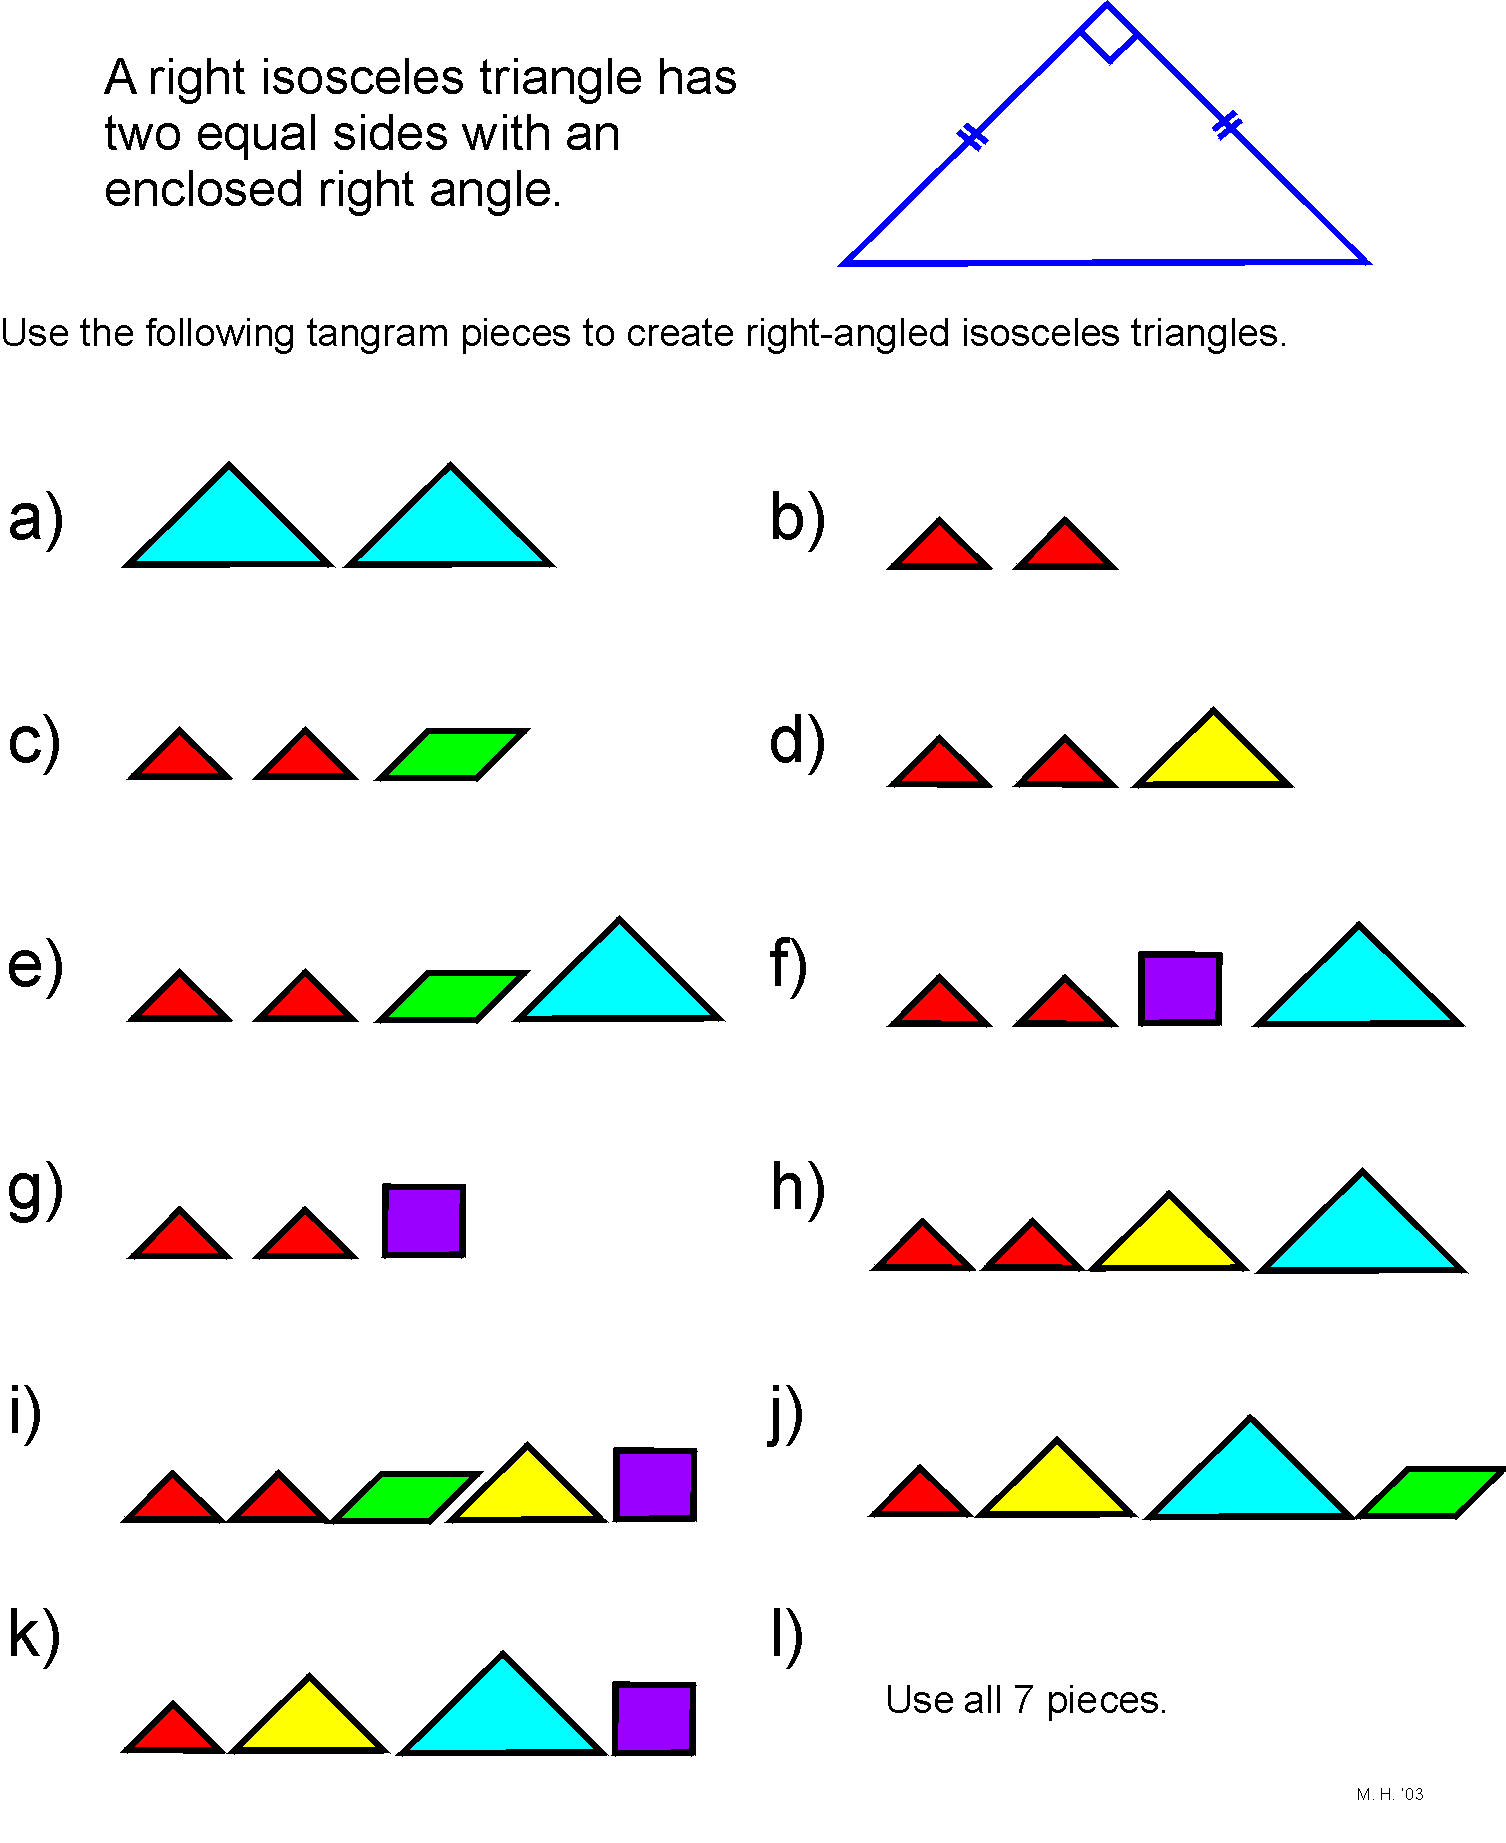 A right isosceles triangle has
two equal sides with an
enclosed right angle.
Use the following tangram pieces to create right-angled isosceles triangles.
a)
b)
c)
d)
e)
f)
g)
h)
i)
j)
k)
l)
Use all 7 pieces.
M. H. '03